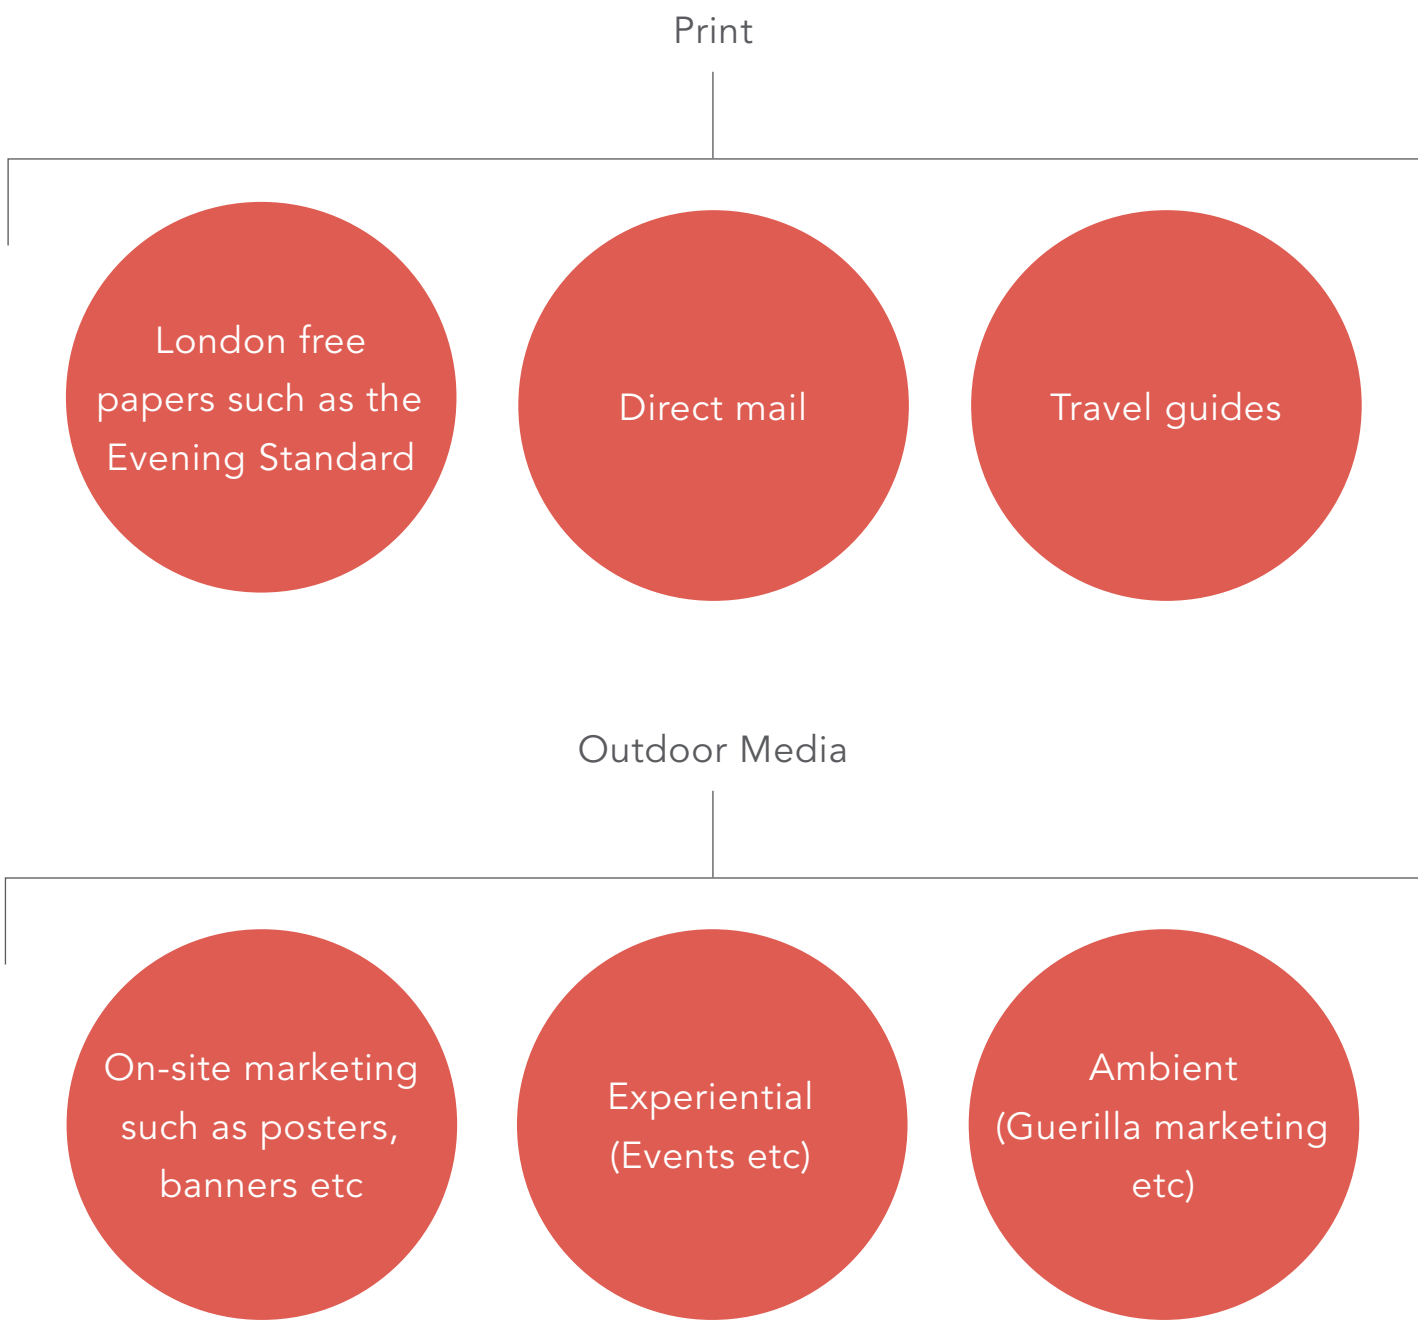 Print
London free
papers such as the
Evening Standard
Direct mail
Travel guides
Outdoor Media
On-site marketing
such as posters,
banners etc
Experiential
(Events etc)
Ambient
(Guerilla marketing
etc)